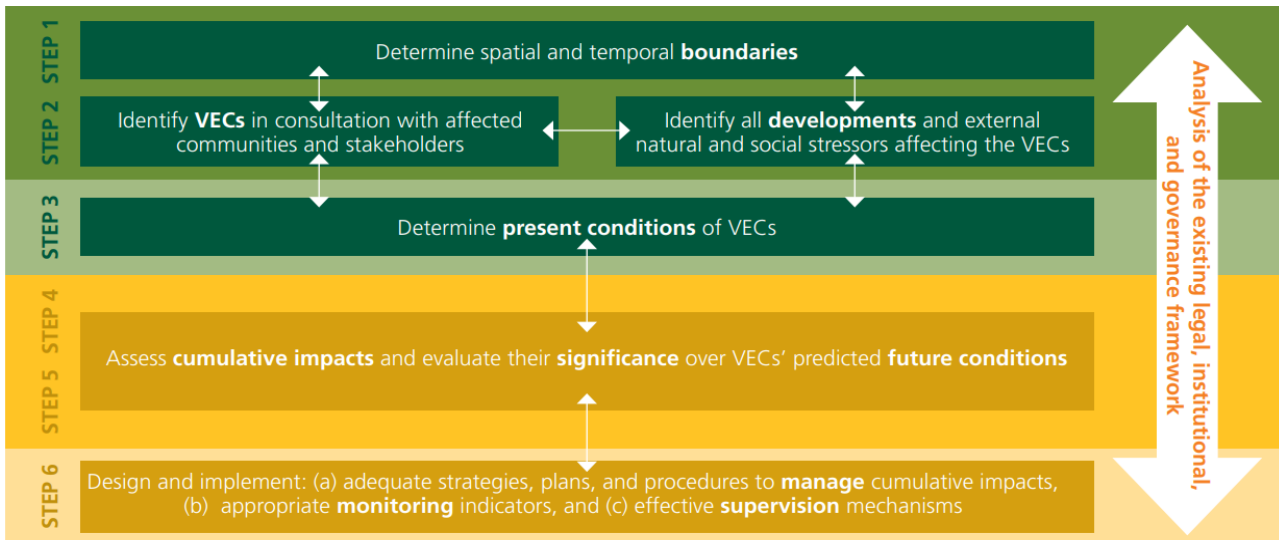 STEP 1
Determine spatial and temporal boundaries
STEP 2
Identify VECs in consultation with affected
communities and stakeholders
Identify all developments and external
natural and social stressors affecting the VECs
STEP 3
Determine present conditions of VECs
STEP 4
STEP 5
Assess cumulative impacts and evaluate their significance over VECs’ predicted future conditions
STEP 6
Design and implement: (a) adequate strategies, plans, and procedures to manage cumulative impacts,
(b) appropriate monitoring indicators, and (c) effective supervision mechanisms
Analysis of the existing legal, institutional,
and governance framework